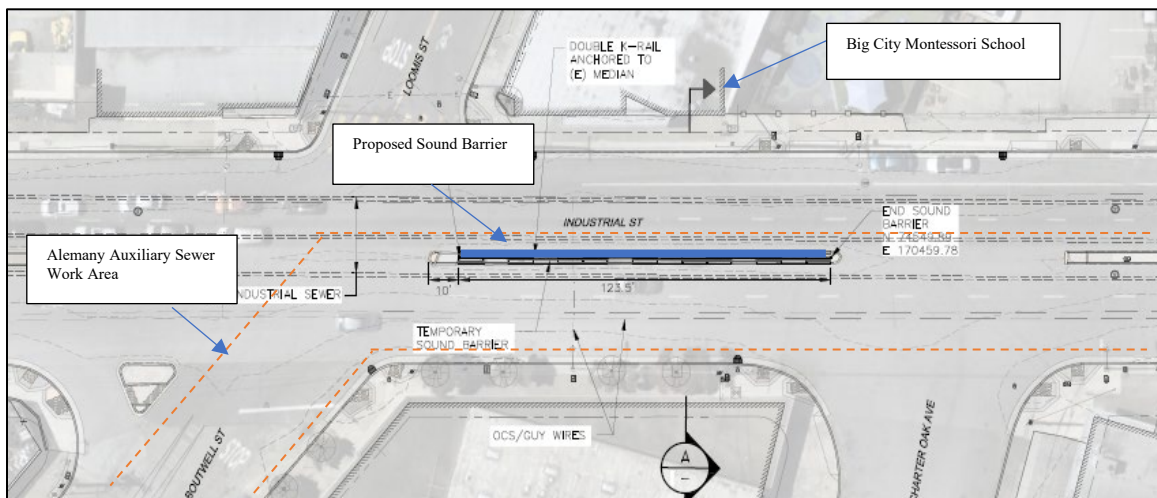 LOOMIS ST
STOP
DOUBLE K-RAIL
ANCHORED TO
(E) MEDIAN
Big City Montessori School
Proposed Sound Barrier
INDUSTRIAL ST
END SOUND
BARRIER
E 170459.78
Alemany Auxiliary Sewer
Work Area
INDUSTRIAL SEWER
10'
123.5'
TEMPORARY
SOUND BARRIER
OCS/GUY WIRES
BOUTWELL ST
CHARTER OAK AVE
A